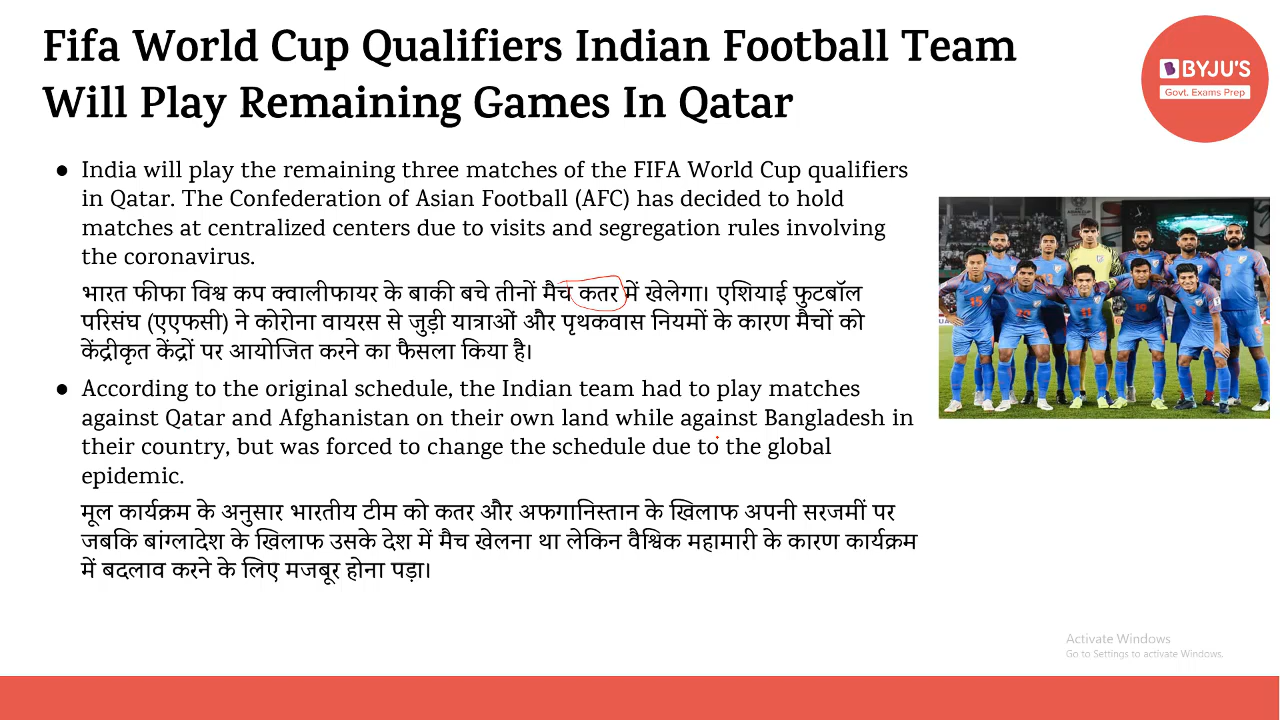 Fifa World Cup Qualifiers Indian Football Team
Will Play Remaining Games In Qatar
BYJU'S
Govt. Exams Prep
● India will play the remaining three matches of the FIFA World Cup qualifiers
in Qatar. The Confederation of Asian Football (AFC) has decided to hold
matches at centralized centers due to visits and segregation rules involving
the coronavirus.
भारत फीफा विश्व कप क्वालीफायर के बाकी बचे तीनों मैच कतर में खेलेगा। एशियाई फुटबॉल
परिसंघ (एएफसी) ने कोरोना वायरस से जुड़ी यात्राओं और पृथकवास नियमों के कारण मैचों को
केंद्रीकृत केंद्रों पर आयोजित करने का फैसला किया है।
● According to the original schedule, the Indian team had to play matches
against Qatar and Afghanistan on their own land while against Bangladesh in
their country, but was forced to change the schedule due to the global
epidemic.
मूल कार्यक्रम के अनुसार भारतीय टीम को कतर और अफगानिस्तान के खिलाफ अपनी सरजमीं पर
जबकि बांग्लादेश के खिलाफ उसके देश में मैच खेलना था लेकिन वैश्विक महामारी के कारण कार्यक्रम
में बदलाव करने के लिए मजबूर होना पड़ा।
Activate Windows
Go to Settings to activate Windows.